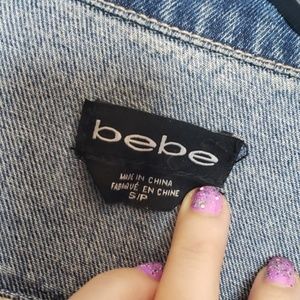 bebe
MADE IN CHINA
FABRIQUÉ EN CHINE
S/P